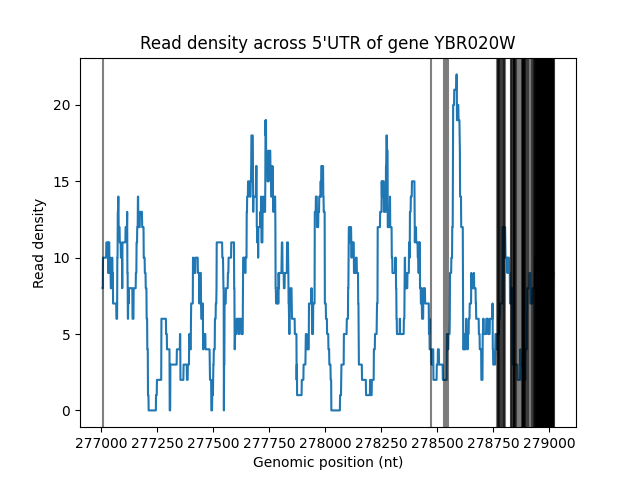 Read density across 5'UTR of gene YBR020W
Read density
20
15
10
5
0
277000 277250 277500 277750 278000 278250 278500 278750 279000
Genomic position (nt)